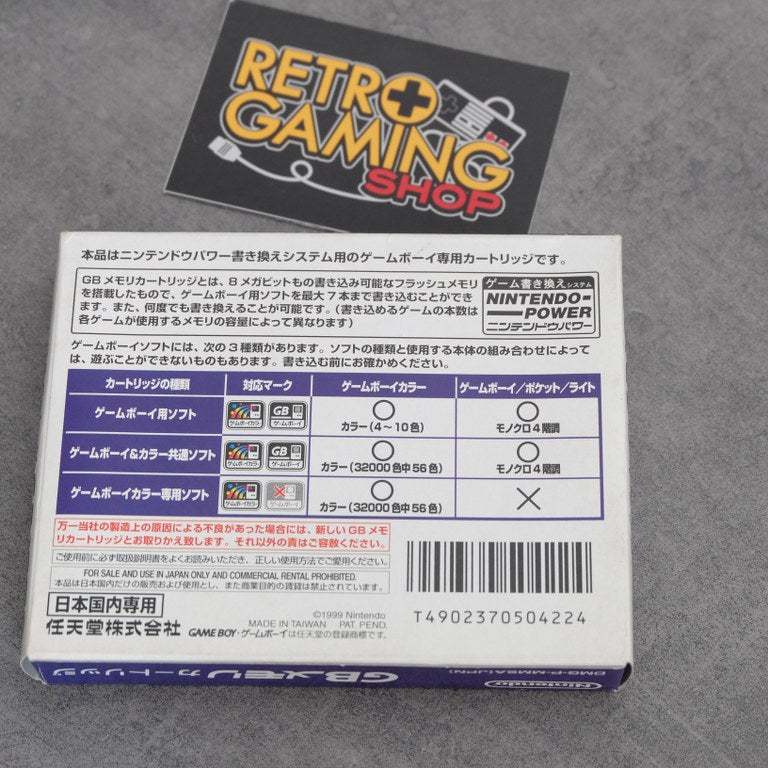 RETRO
GAMING
SHOP
本品はニンテンドウパワー書き換えシステム用のゲームボーイ専用カートリッジです。
GBメモリカートリッジとは、8メガビットもの書き込み可能なフラッシュメモリ
を搭載したもので、ゲームボーイ用ソフトを最大7本まで書き込むことができ
ます。また、何度でも書き換えることが可能です。(書き込めるゲームの本数は
各ゲームが使用するメモリの容量によって異なります)
ゲーム書き換えシステム
NINTENDO-
POWER
ニンテンドウパワー
ゲームボーイソフトには、次の3種類があります。ソフトの種類と使用する本体の組み合わせによって
は、遊ぶことができないものもあります。書き込む前にお確かめください。
カートリッジの種類 対応マーク ゲームボーイカラー ゲームボーイ/ポケット/ライト
ゲームボーイ用ソフト ゲームボーイカラー GB ゲームボーイ ○ ○
カラー(4~10色) モノクロ4階調
ゲームボーイ&カラー共通ソフト ゲームボーイカラー GB ゲームボーイ ○ ○
カラー(32000色中56色) モノクロ4階調
ゲームボーイカラー専用ソフト ゲームボーイカラー ゲームボーイ ○ ×
カラー(32000色中56色)
万一当社の製造上の原因による不良があった場合には、新しいGBメモ
リカートリッジとお取りかえ致します。それ以外の責はご容赦ください。
ご使用前に必ず取扱説明書をよくお読みいただき、正しい使用方法でご愛用ください。
FOR SALE AND USE IN JAPAN ONLY AND COMMERCIAL RENTAL PROHIBITED.
本品は日本国内だけの販売および使用とし、また商業目的の賃貸は禁止されています。
日本国内専用
©1999 Nintendo
MADE IN TAIWAN PAT. PEND.
任天堂株式会社 GAME BOY・ゲームボーイは任天堂の登録商標です。
T4902370504224
GBメモリカートリッジ
DMG-P-MMSA(JPN)
Nintendo